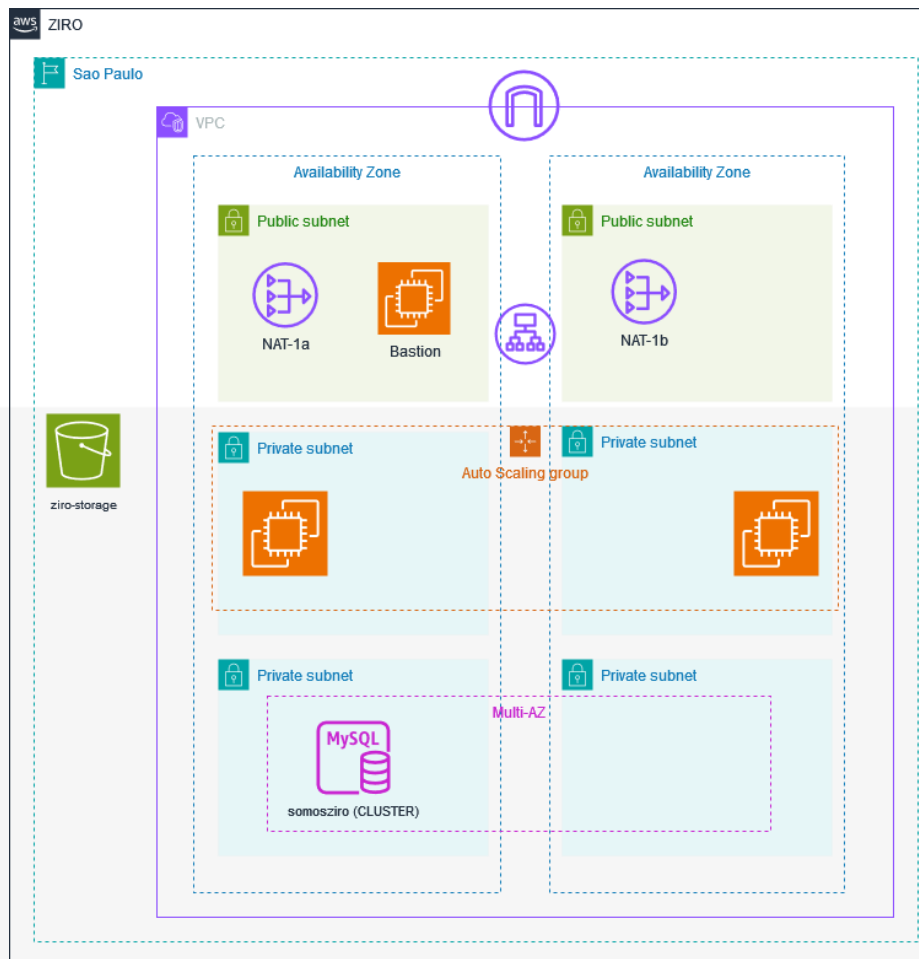 aws
ZIRO
Sao Paulo
VPC
Availability Zone
Availability Zone
Public subnet
Public subnet
NAT-1a
Bastion
NAT-1b
Private subnet
Private subnet
Auto Scaling group
ziro-storage
Private subnet
Private subnet
Multi-AZ
MySQL
somosziro (CLUSTER)